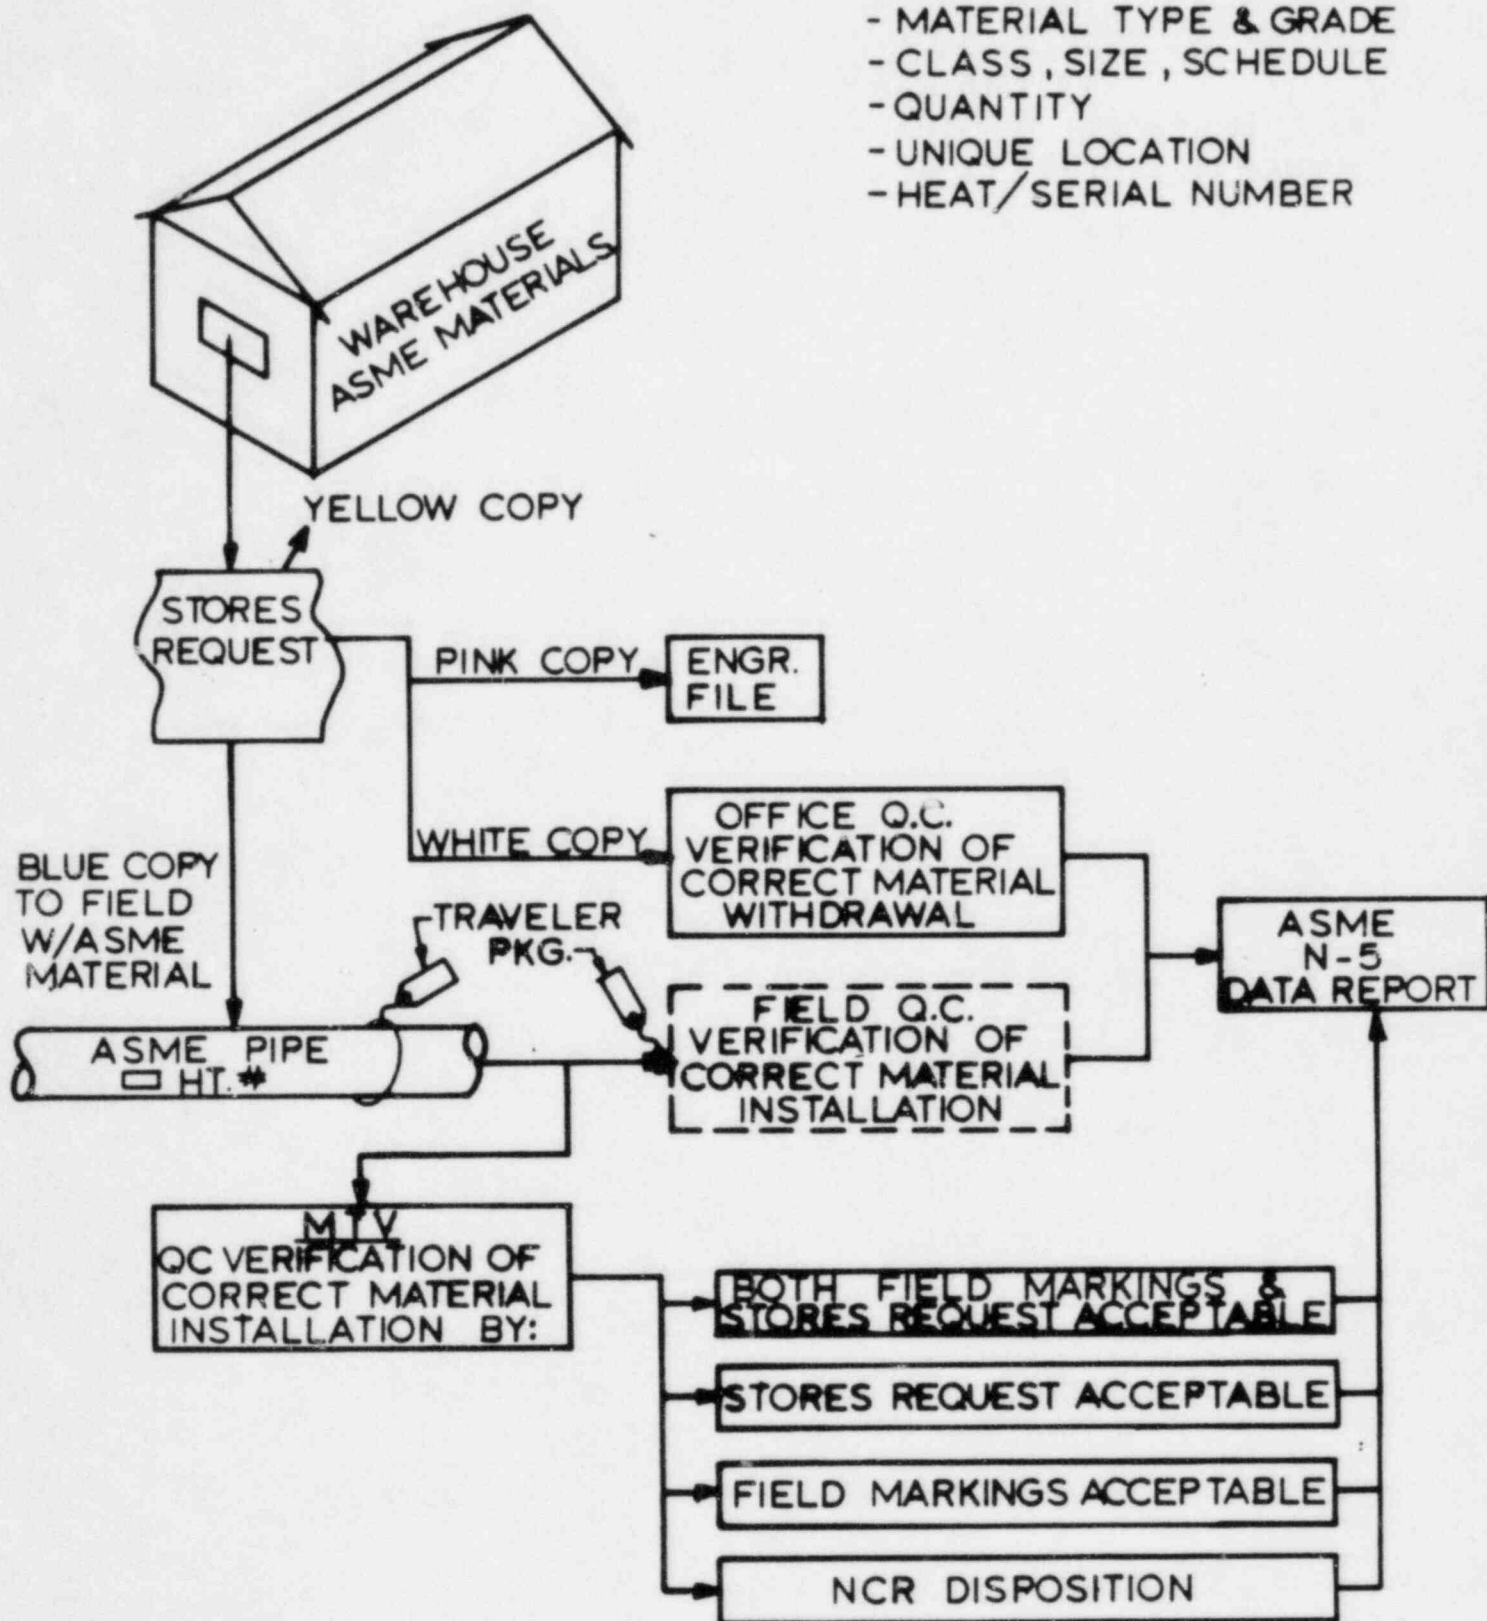 - MATERIAL TYPE & GRADE
- CLASS, SIZE, SCHEDULE
- QUANTITY
- UNIQUE LOCATION
- HEAT/SERIAL NUMBER
WAREHOUSE
ASME MATERIALS
YELLOW COPY
STORES
REQUEST
PINK COPY
ENGR.
FILE
WHITE COPY
OFFICE Q.C.
VERIFICATION OF
CORRECT MATERIAL
WITHDRAWAL
BLUE COPY
TO FIELD
W/ASME
MATERIAL
TRAVELER
PKG.
ASME
N-5
DATA REPORT
FIELD Q.C.
VERIFICATION OF
CORRECT MATERIAL
INSTALLATION
ASME PIPE
HT. #
MIV
QC VERIFICATION OF
CORRECT MATERIAL
INSTALLATION BY:
BOTH FIELD MARKINGS &
STORES REQUEST ACCEPTABLE
STORES REQUEST ACCEPTABLE
FIELD MARKINGS ACCEPTABLE
NCR DISPOSITION